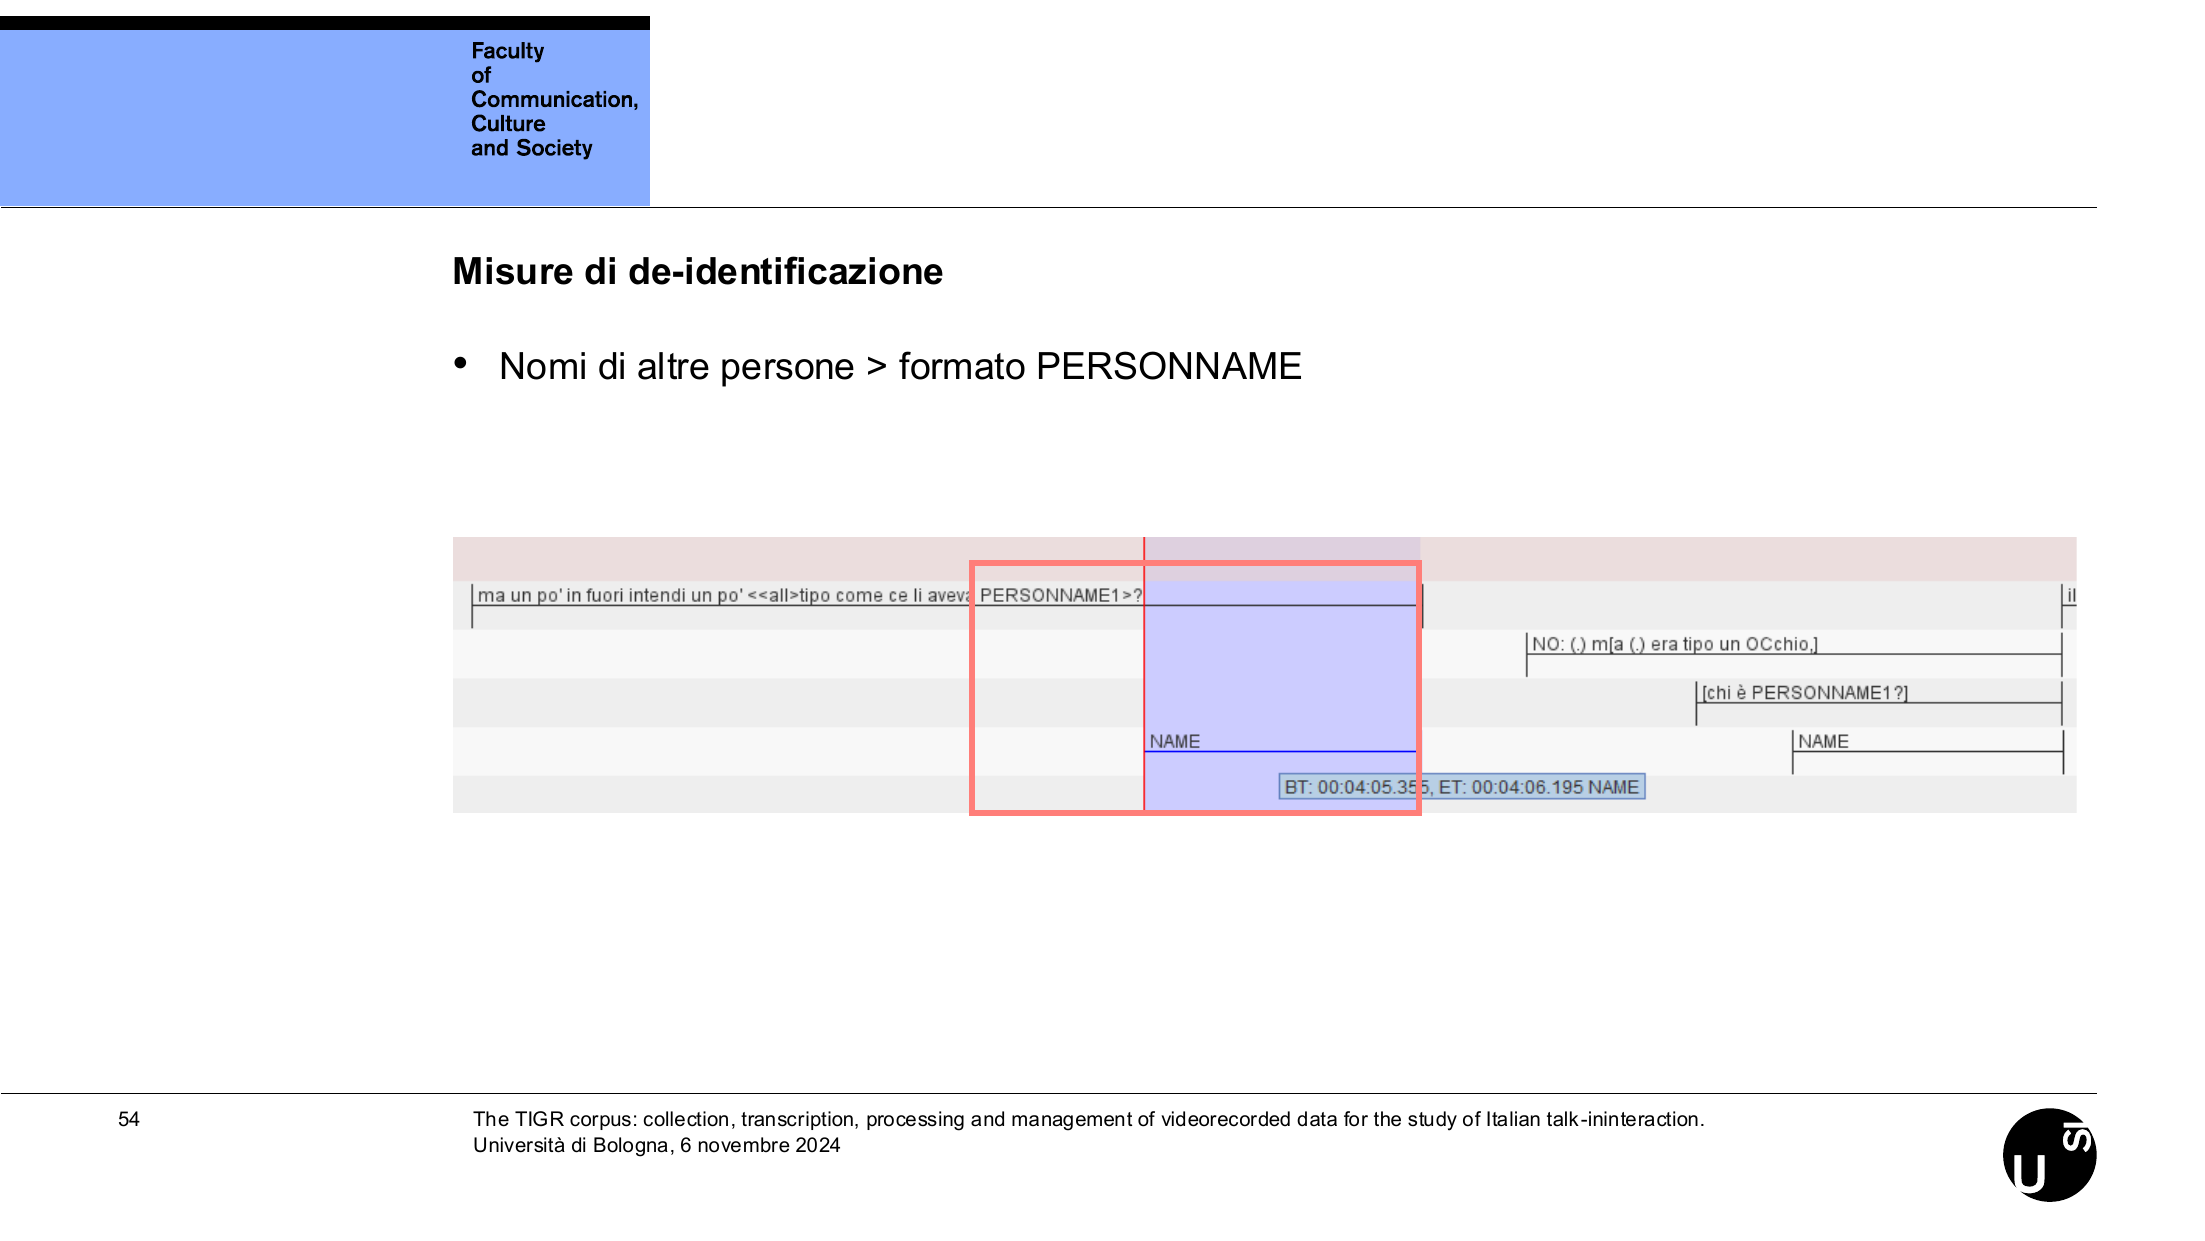 Faculty
of
Communication,
Culture
and Society
Misure di de-identificazione
• Nomi di altre persone > formato PERSONNAME
ma un po' in fuori intendi un po' <<all>tipo come ce li aveva PERSONNAME1>?
il
NO: (.) m[a (.) era tipo un OCchio,]
[chi è PERSONNAME1?]
NAME
NAME
BT: 00:04:05.355, ET: 00:04:06.195 NAME
54
The TIGR corpus: collection, transcription, processing and management of videorecorded data for the study of Italian talk-ininteraction.
Università di Bologna, 6 novembre 2024
U
SI